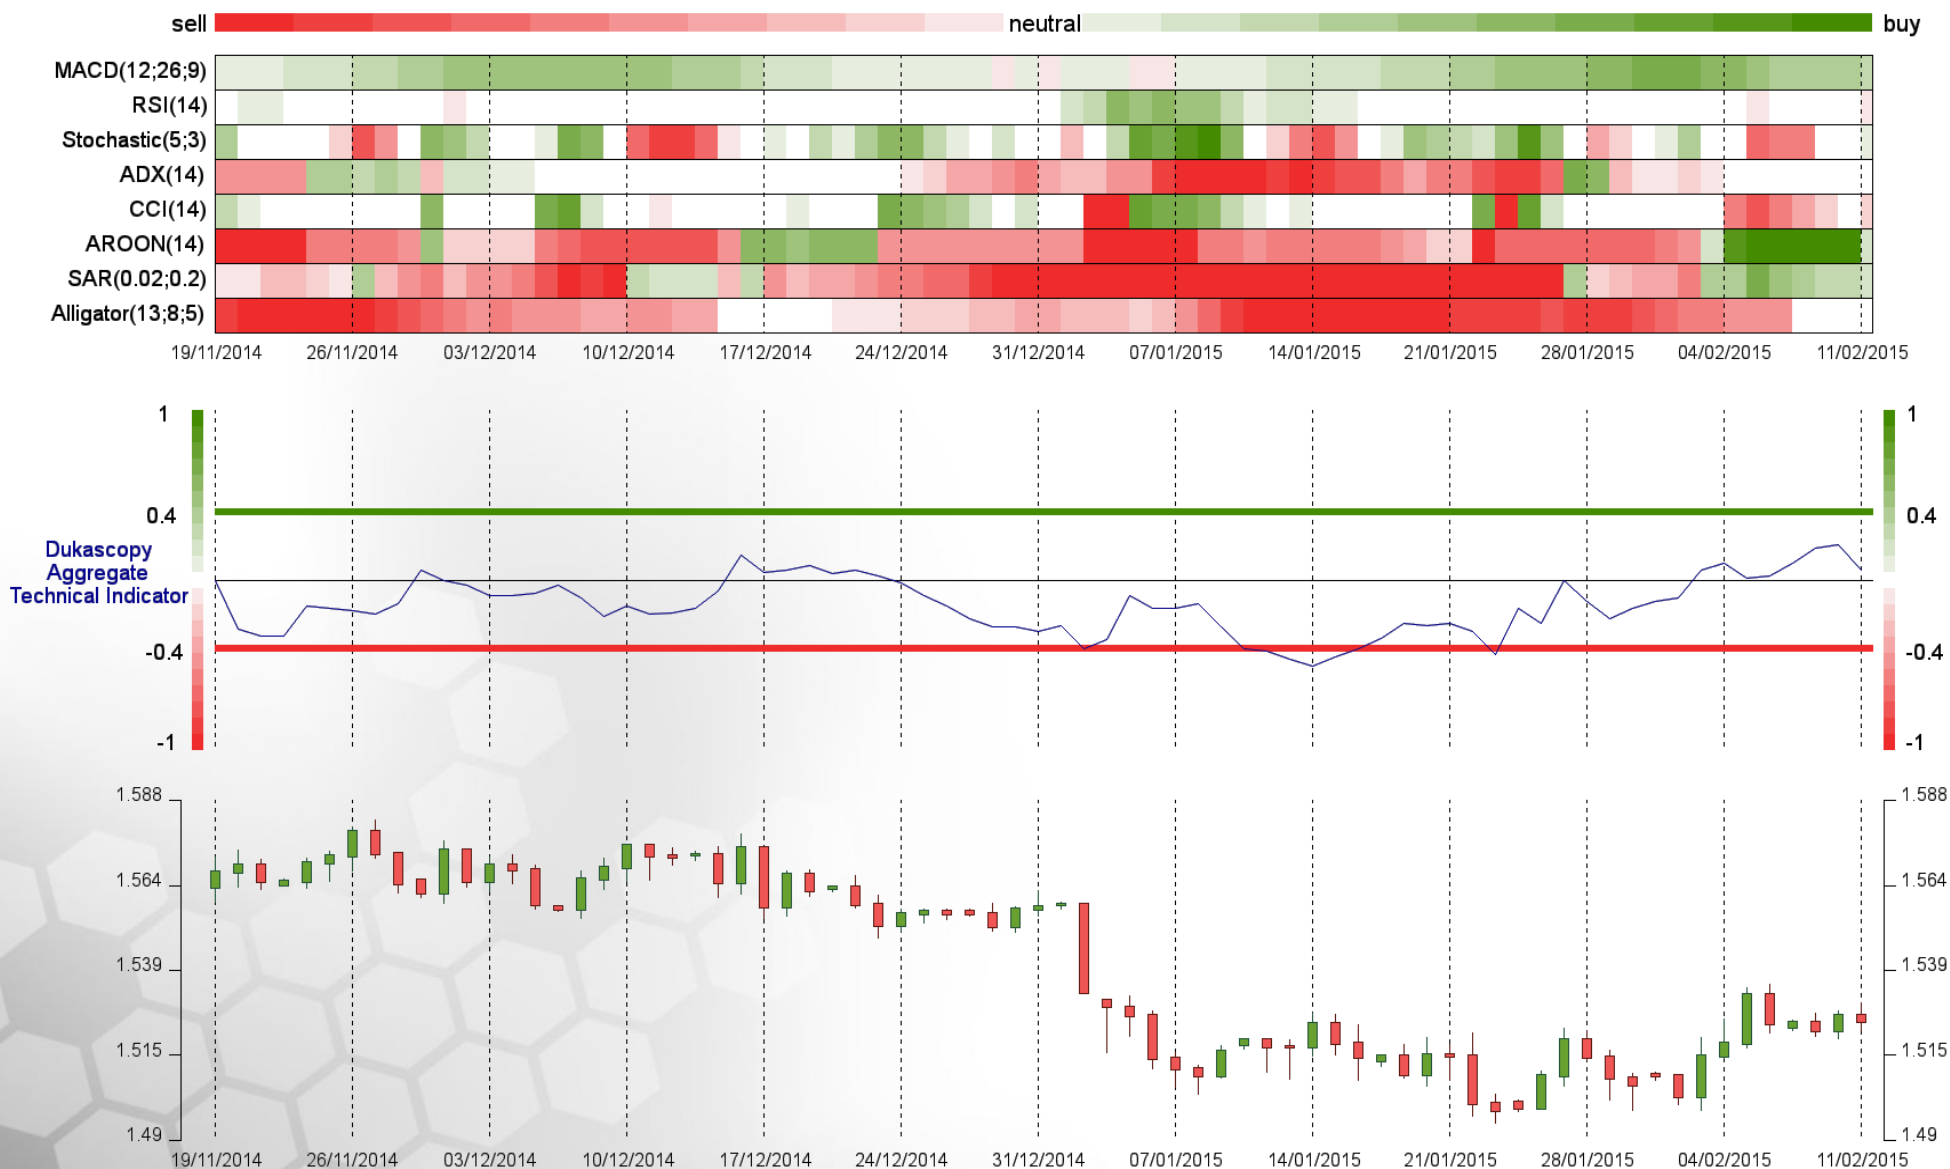 sell neutral buy
MACD(12;26;9)
RSI(14)
Stochastic(5;3)
ADX(14)
CCI(14)
AROON(14)
SAR(0.02;0.2)
Alligator(13;8;5)
19/11/2014 26/11/2014 03/12/2014 10/12/2014 17/12/2014 24/12/2014 31/12/2014 07/01/2015 14/01/2015 21/01/2015 28/01/2015 04/02/2015 11/02/2015
1 1
0.4 0.4
Dukascopy
Aggregate
Technical Indicator
-0.4 -0.4
-1 -1
1.588 1.588
1.564 1.564
1.539 1.539
1.515 1.515
1.49 1.49
19/11/2014 26/11/2014 03/12/2014 10/12/2014 17/12/2014 24/12/2014 31/12/2014 07/01/2015 14/01/2015 21/01/2015 28/01/2015 04/02/2015 11/02/2015